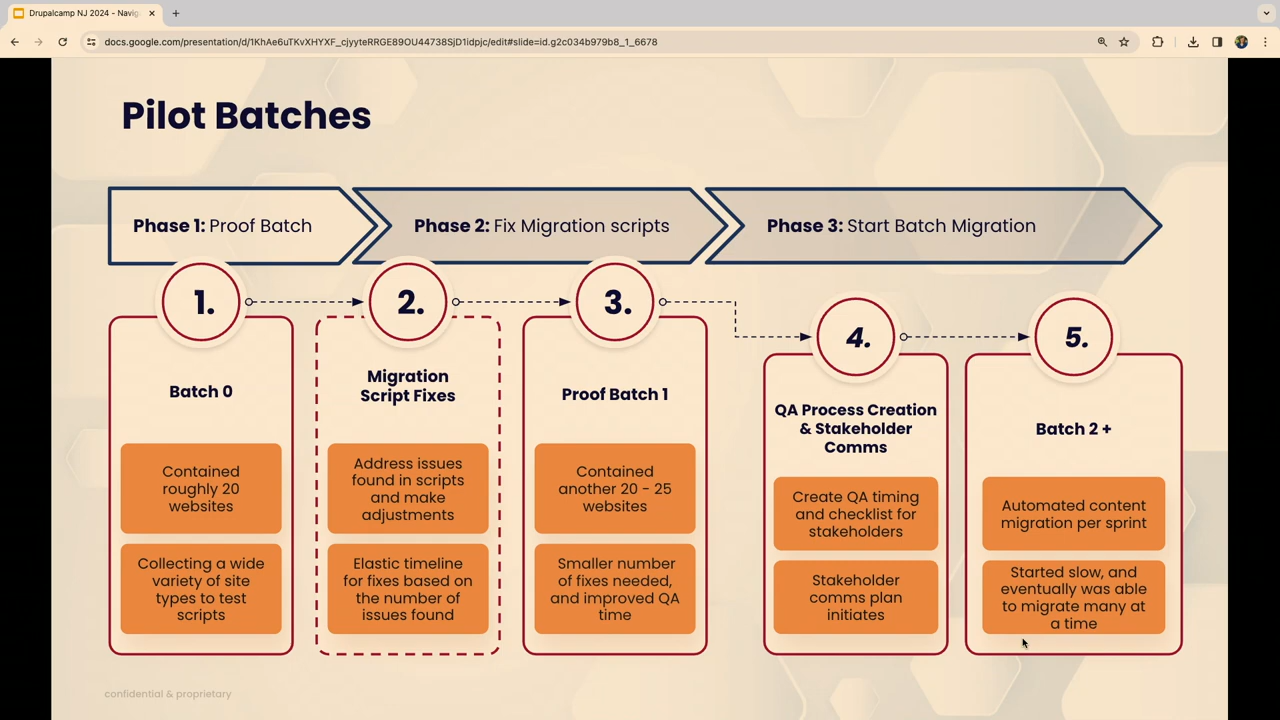 Drupalcamp NJ 2024 - Navig
docs.google.com/presentation/d/1KhAe6uTKvXHYXF_cjyyteRRGE89OU44738SjD1idpjc/edit#slide=id.g2c034b979b8_1_6678
Pilot Batches
Phase 1: Proof Batch
Phase 2: Fix Migration scripts
Phase 3: Start Batch Migration
1.
Batch 0
Contained
roughly 20
websites
Collecting a wide
variety of site
types to test
scripts
2.
Migration
Script Fixes
Address issues
found in scripts
and make
adjustments
Elastic timeline
for fixes based on
the number of
issues found
3.
Proof Batch 1
Contained
another 20 - 25
websites
Smaller number
of fixes needed,
and improved QA
time
4.
QA Process Creation
& Stakeholder
Comms
Create QA timing
and checklist for
stakeholders
Stakeholder
comms plan
initiates
5.
Batch 2 +
Automated content
migration per sprint
Started slow, and
eventually was able
to migrate many at
a time
confidential & proprietary